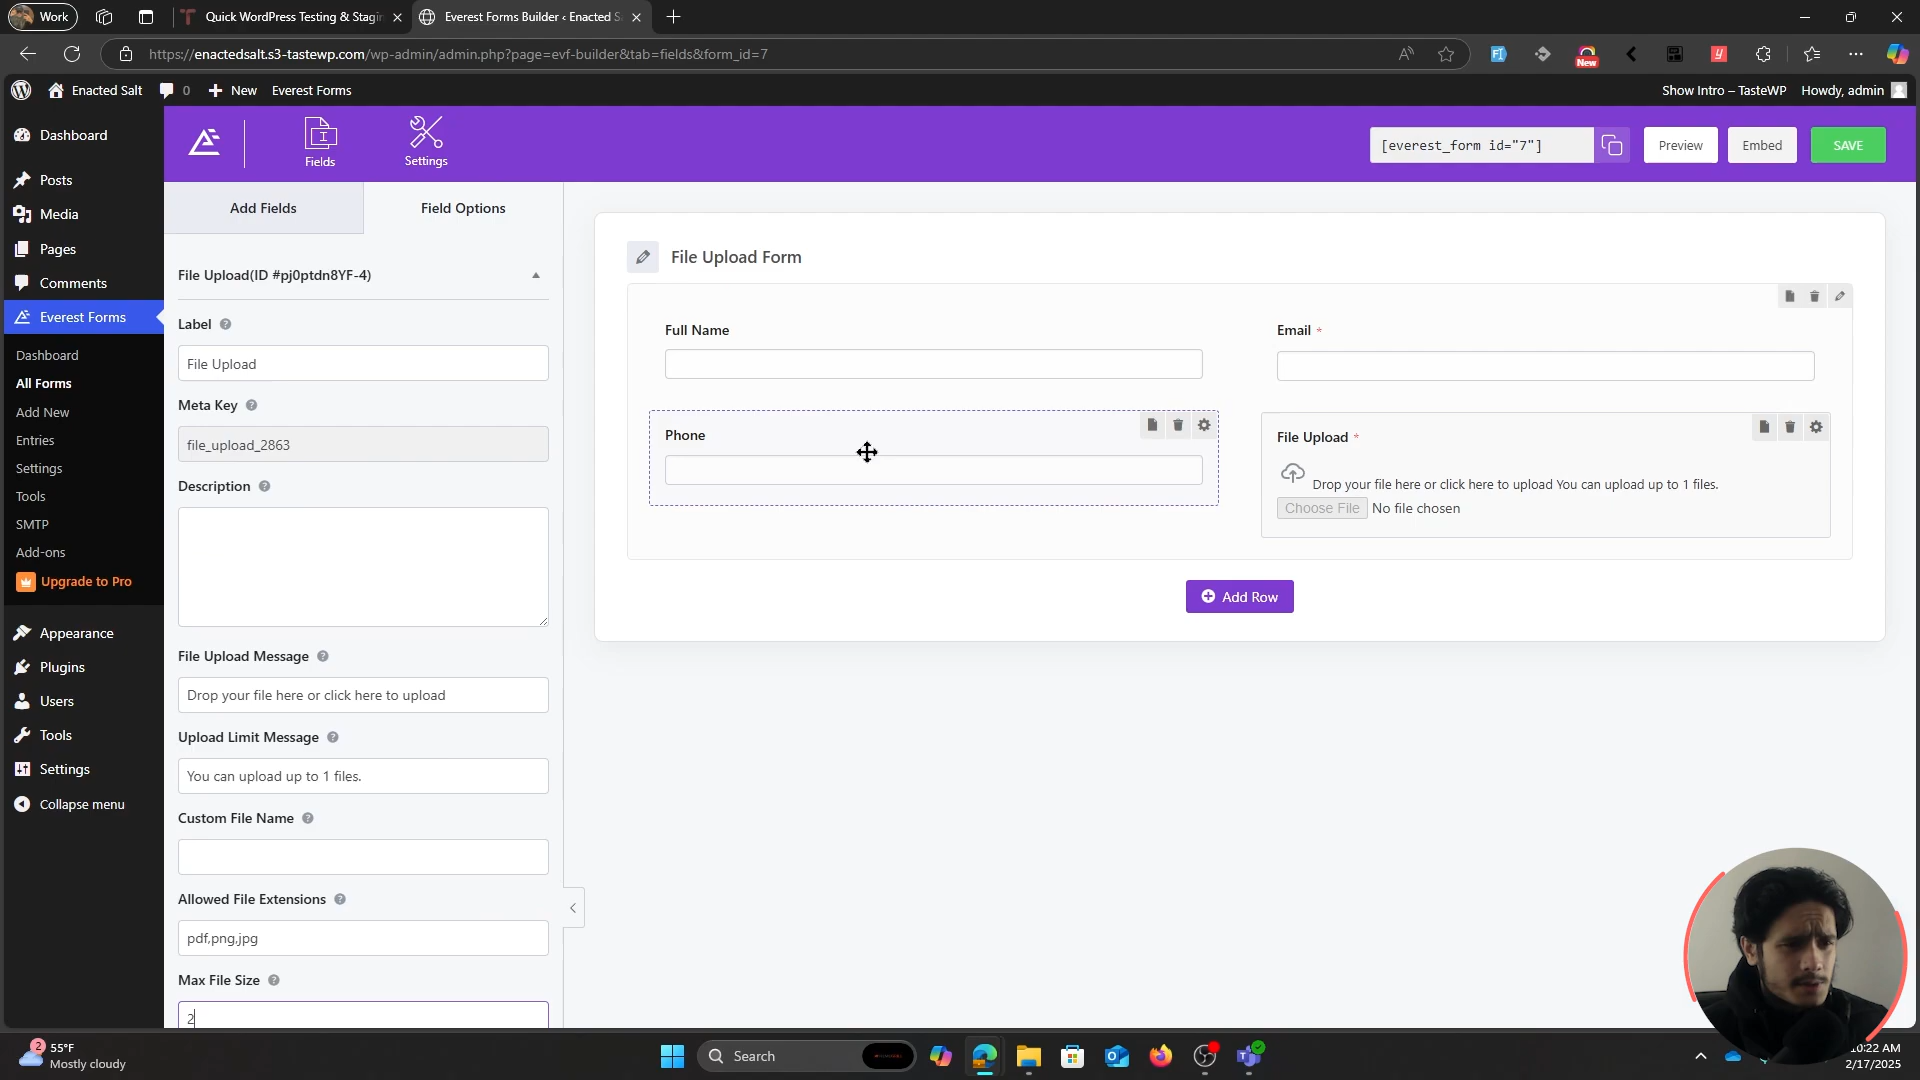 Work
Quick WordPress Testing & Stagin
Everest Forms Builder ‹ Enacted S
https://enactedsalt.s3-tastewp.com/wp-admin/admin.php?page=evf-builder&tab=fields&form_id=7
New
Enacted Salt
0
New
Everest Forms
Show Intro – TasteWP
Howdy, admin
Dashboard
Posts
Media
Pages
Comments
Everest Forms
Dashboard
All Forms
Add New
Entries
Settings
Tools
SMTP
Add-ons
Upgrade to Pro
Appearance
Plugins
Users
Tools
Settings
Collapse menu
Fields
Settings
[everest_form id="7"]
Preview
Embed
SAVE
Add Fields
Field Options
File Upload(ID #pj0ptdn8YF-4)
Label
File Upload
Meta Key
file_upload_2863
Description
File Upload Message
Drop your file here or click here to upload
Upload Limit Message
You can upload up to 1 files.
Custom File Name
Allowed File Extensions
pdf,png,jpg
Max File Size
2
File Upload Form
Full Name
Email *
Phone
File Upload *
Drop your file here or click here to upload You can upload up to 1 files.
Choose File No file chosen
Add Row
2
55°F
Mostly cloudy
Search
10:22 AM
2/17/2025